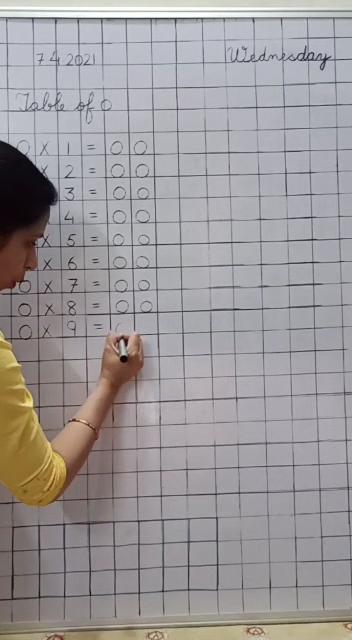 7 4 2021 Wednesday
Table of 0
0 × 1 = 0 0
× 2 = 0 0
3 = 0 0
4 = 0 0
× 5 = 0 0
× 6 = 0 0
0 × 7 = 0 0
0 × 8 = 0 0
0 × 9 = 0